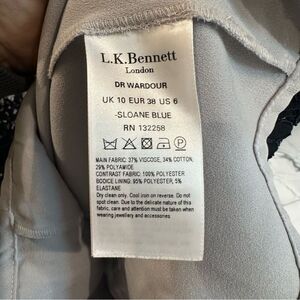 L.K.Bennett
London
DR WARDOUR
UK 10 EUR 38 US 6
-SLOANE BLUE
RN 132258
MAIN FABRIC: 37% VISCOSE, 34% COTTON,
29% POLYAMIDE
CONTRAST FABRIC: 100% POLYESTER
BODICE LINING: 95% POLYESTER, 5%
ELASTANE
Dry clean only. Cool iron on reverse. Do not
spot clean. Due to the delicate nature of this
fabric, care and attention must be taken when
wearing jewellery and accessories.